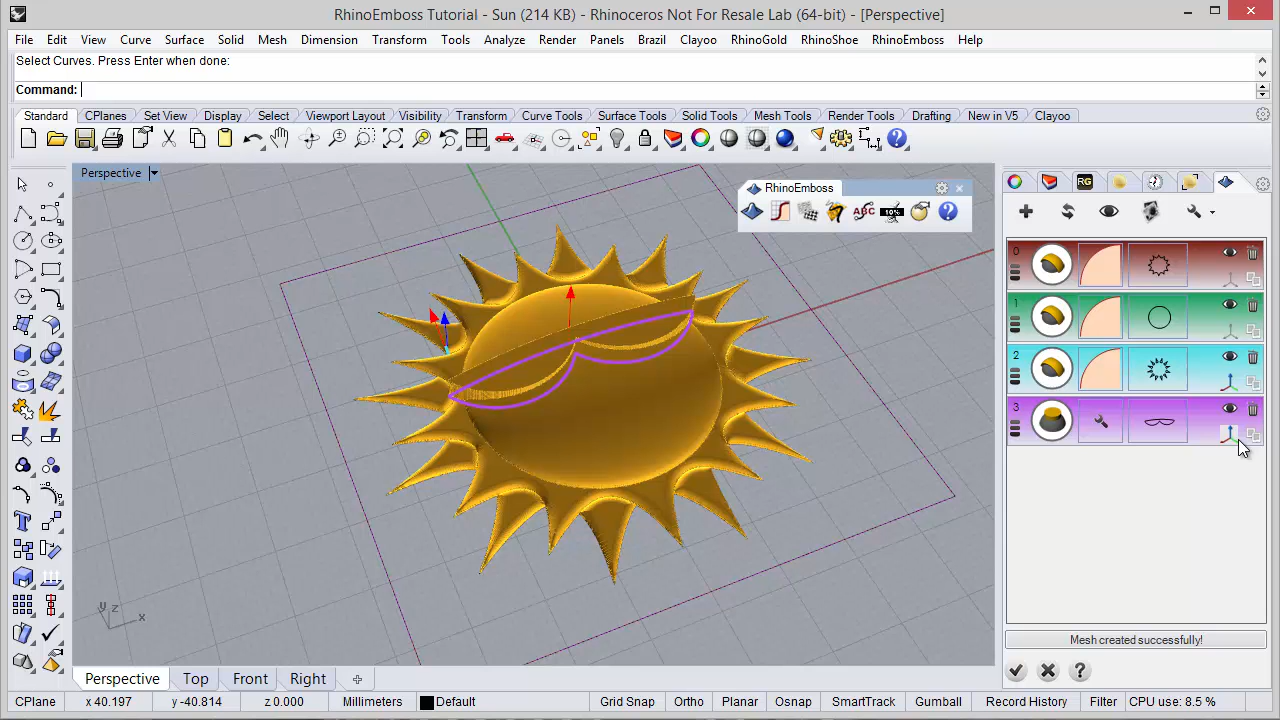 RhinoEmboss Tutorial - Sun (214 KB) - Rhinoceros Not For Resale Lab (64-bit) - [Perspective]
File Edit View Curve Surface Solid Mesh Dimension Transform Tools Analyze Render Panels Brazil Clayoo RhinoGold RhinoShoe RhinoEmboss Help
Select Curves. Press Enter when done:
Command:
Standard CPlanes Set View Display Select Viewport Layout Visibility Transform Curve Tools Surface Tools Solid Tools Mesh Tools Render Tools Drafting New in V5 Clayoo
Perspective
RhinoEmboss
RG
ABC
10%
0
1
2
3
y z x
Mesh created successfully!
Perspective Top Front Right
CPlane x 40.197 y -40.814 z 0.000 Millimeters Default Grid Snap Ortho Planar Osnap SmartTrack Gumball Record History Filter CPU use: 8.5 %